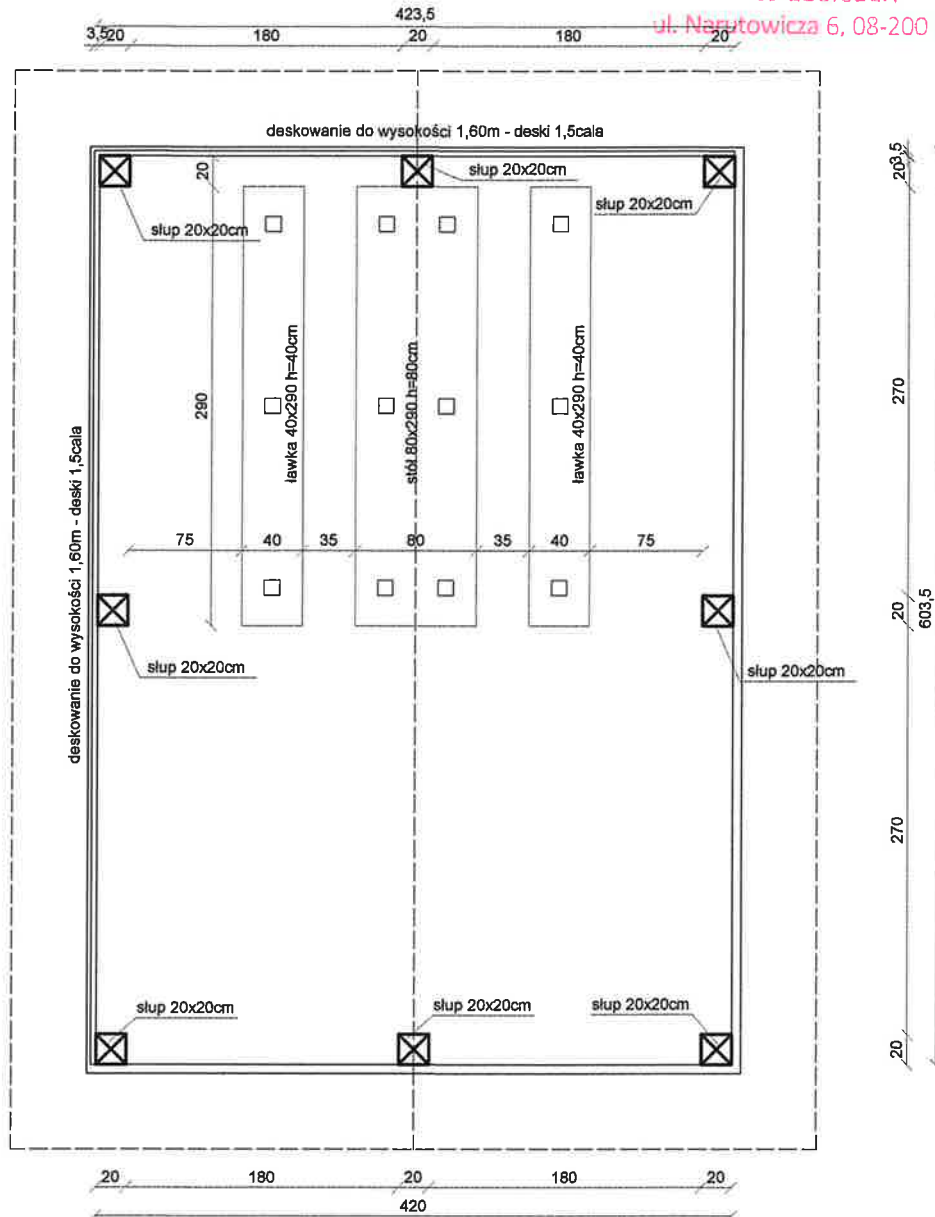 423,5
ul. Narutowicza 6, 08-200
3,5 20 180 20 180 20
deskowanie do wysokości 1,60m - deski 1,5cala
20
słup 20x20cm
3,5
20
słup 20x20cm
słup 20x20cm
ławka 40x290 h=40cm
stół 80x290 h=80cm
ławka 40x290 h=40cm
290
270
deskowanie do wysokości 1,60m - deski 1,5cala
75 40 35 80 35 40 75
20
603,5
słup 20x20cm
słup 20x20cm
270
słup 20x20cm
słup 20x20cm
słup 20x20cm
20
20 180 20 180 20
420